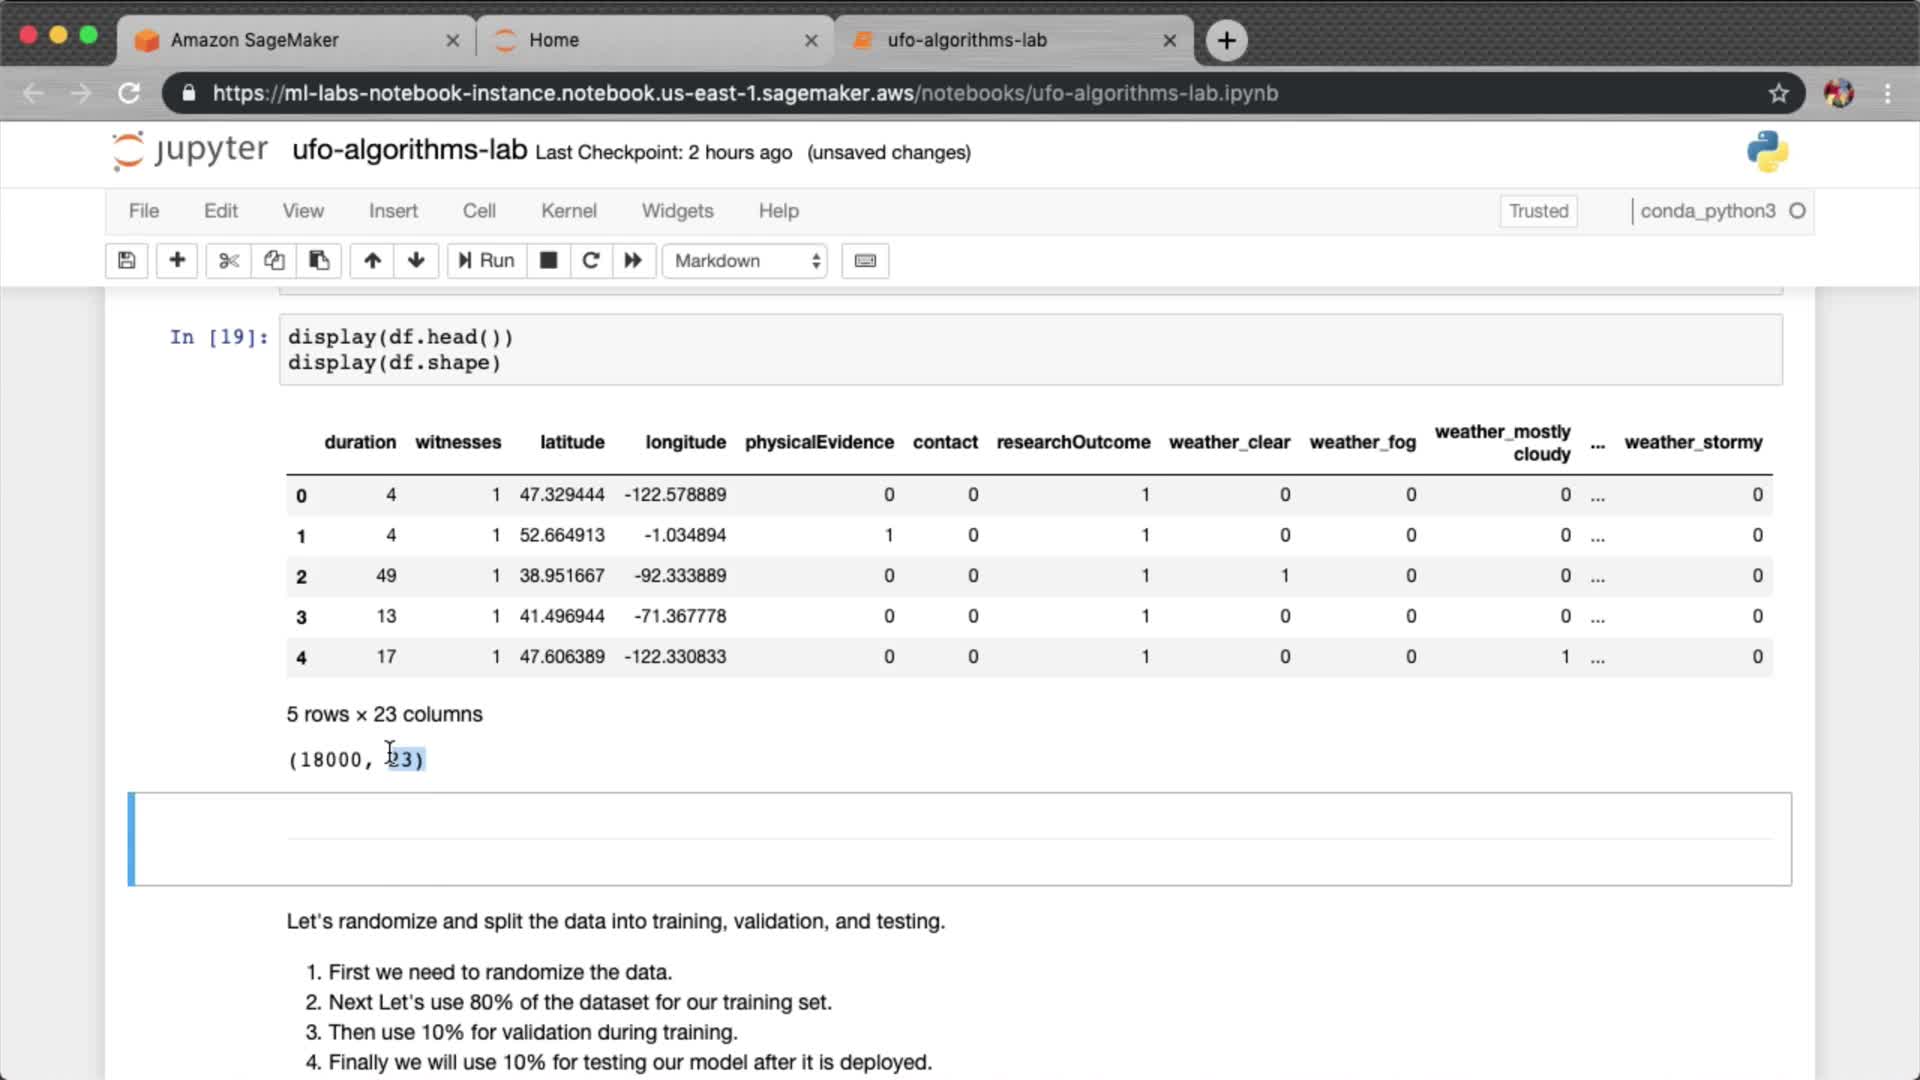 Amazon SageMaker
Home
ufo-algorithms-lab
https://ml-labs-notebook-instance.notebook.us-east-1.sagemaker.aws/notebooks/ufo-algorithms-lab.ipynb
jupyter ufo-algorithms-lab Last Checkpoint: 2 hours ago (unsaved changes)
File Edit View Insert Cell Kernel Widgets Help Trusted conda_python3
Run Markdown
In [19]: display(df.head())
display(df.shape)
duration witnesses latitude longitude physicalEvidence contact researchOutcome weather_clear weather_fog weather_mostly cloudy ... weather_stormy
0 4 1 47.329444 -122.578889 0 0 1 0 0 0 ... 0
1 4 1 52.664913 -1.034894 1 0 1 0 0 0 ... 0
2 49 1 38.951667 -92.333889 0 0 1 1 0 0 ... 0
3 13 1 41.496944 -71.367778 0 0 1 0 0 0 ... 0
4 17 1 47.606389 -122.330833 0 0 1 0 0 1 ... 0
5 rows × 23 columns
(18000, 23)
Let's randomize and split the data into training, validation, and testing.
1. First we need to randomize the data.
2. Next Let's use 80% of the dataset for our training set.
3. Then use 10% for validation during training.
4. Finally we will use 10% for testing our model after it is deployed.